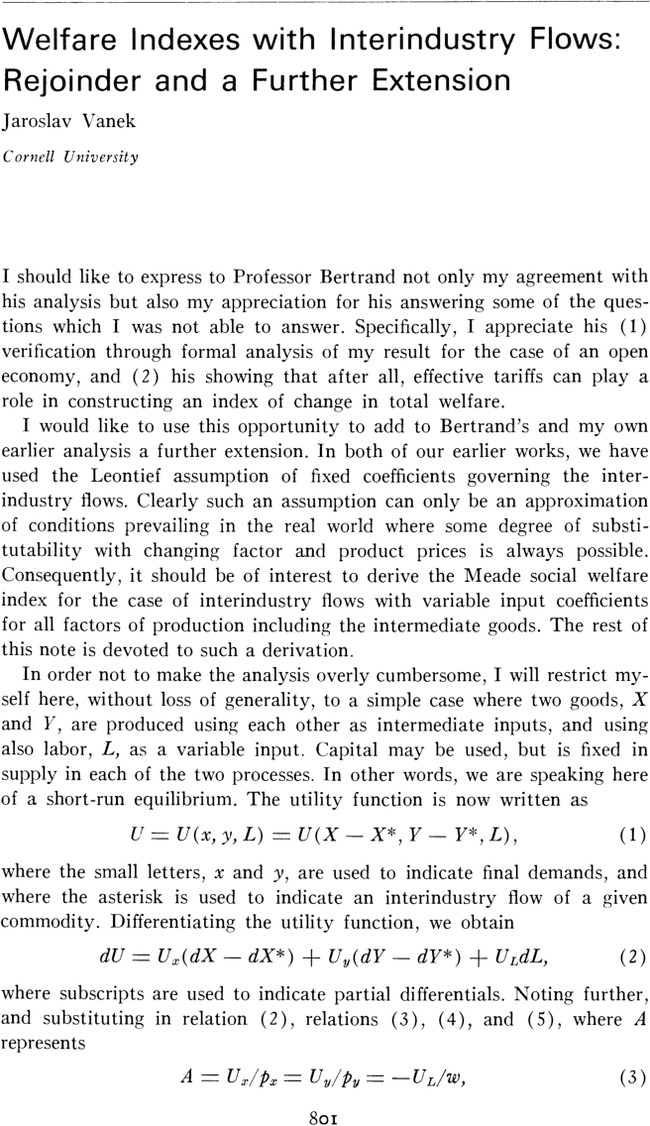 Welfare Indexes with Interindustry Flows:
Rejoinder and a Further Extension
Jaroslav Vanek
Cornell University
I should like to express to Professor Bertrand not only my agreement with
his analysis but also my appreciation for his answering some of the ques-
tions which I was not able to answer. Specifically, I appreciate his (1)
verification through formal analysis of my result for the case of an open
economy, and (2) his showing that after all, effective tariffs can play a
role in constructing an index of change in total welfare.
I would like to use this opportunity to add to Bertrand's and my own
earlier analysis a further extension. In both of our earlier works, we have
used the Leontief assumption of fixed coefficients governing the inter-
industry flows. Clearly such an assumption can only be an approximation
of conditions prevailing in the real world where some degree of substi-
tutability with changing factor and product prices is always possible.
Consequently, it should be of interest to derive the Meade social welfare
index for the case of interindustry flows with variable input coefficients
for all factors of production including the intermediate goods. The rest of
this note is devoted to such a derivation.
In order not to make the analysis overly cumbersome, I will restrict my-
self here, without loss of generality, to a simple case where two goods, X
and Y, are produced using each other as intermediate inputs, and using
also labor, L, as a variable input. Capital may be used, but is fixed in
supply in each of the two processes. In other words, we are speaking here
of a short-run equilibrium. The utility function is now written as
U = U(x, y, L) = U(X − X*, Y − Y*, L), (1)
where the small letters, x and y, are used to indicate final demands, and
where the asterisk is used to indicate an interindustry flow of a given
commodity. Differentiating the utility function, we obtain
dU = Uₓ(dX − dX*) + U_y(dY − dY*) + U_LdL, (2)
where subscripts are used to indicate partial differentials. Noting further,
and substituting in relation (2), relations (3), (4), and (5), where A
represents
A = Uₓ/pₓ = U_y/p_y = −U_L/w, (3)
801